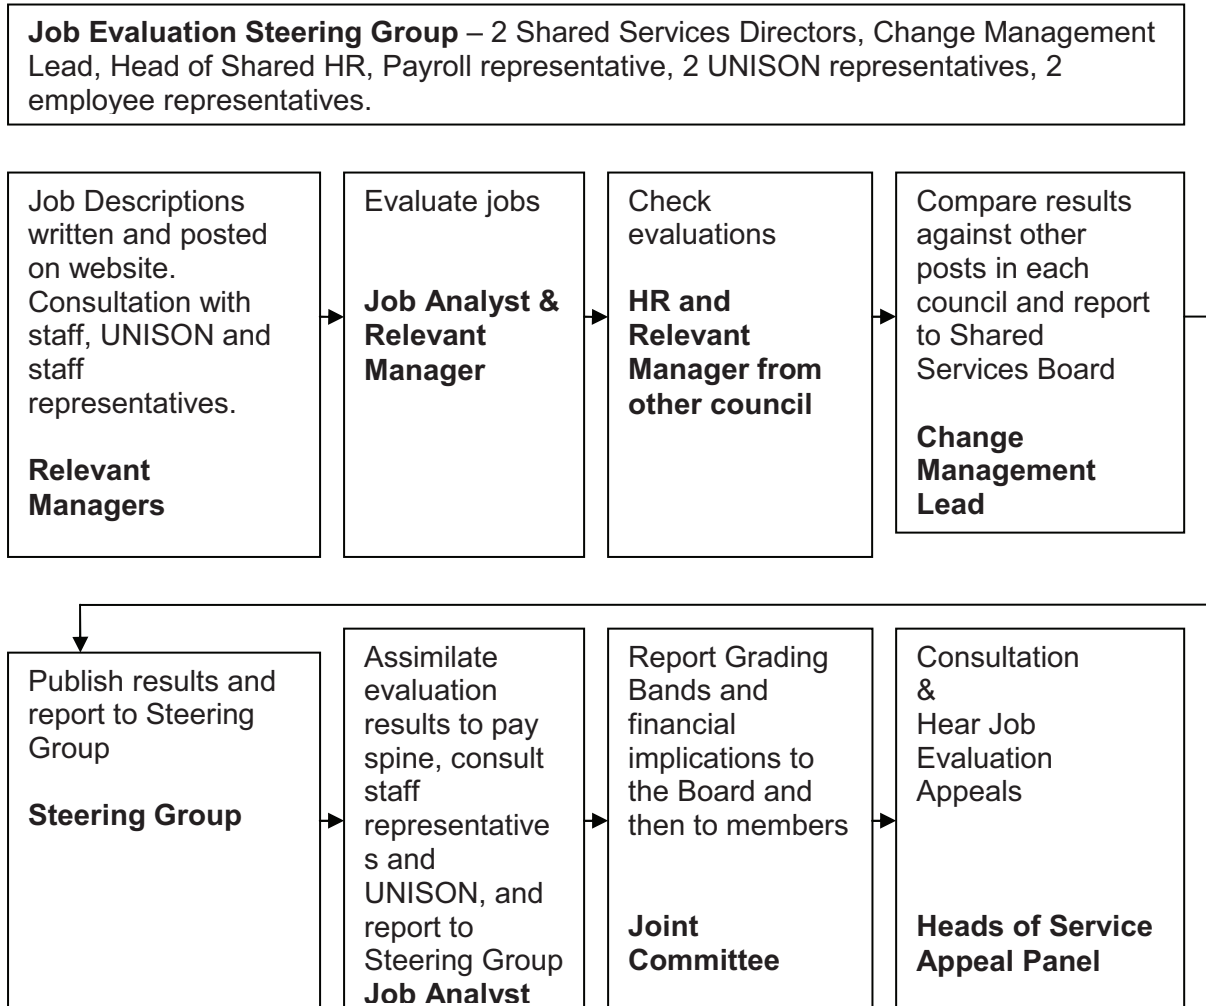 Job Evaluation Steering Group – 2 Shared Services Directors, Change Management
Lead, Head of Shared HR, Payroll representative, 2 UNISON representatives, 2
employee representatives.
Job Descriptions
written and posted
on website.
Consultation with
staff, UNISON and
staff
representatives.
Relevant
Managers
Evaluate jobs
Job Analyst &
Relevant
Manager
Check
evaluations
HR and
Relevant
Manager from
other council
Compare results
against other
posts in each
council and report
to Shared
Services Board
Change
Management
Lead
Publish results and
report to Steering
Group
Steering Group
Assimilate
evaluation
results to pay
spine, consult
staff
representative
s and
UNISON, and
report to
Steering Group
Job Analyst
Report Grading
Bands and
financial
implications to
the Board and
then to members
Joint
Committee
Consultation
&
Hear Job
Evaluation
Appeals
Heads of Service
Appeal Panel